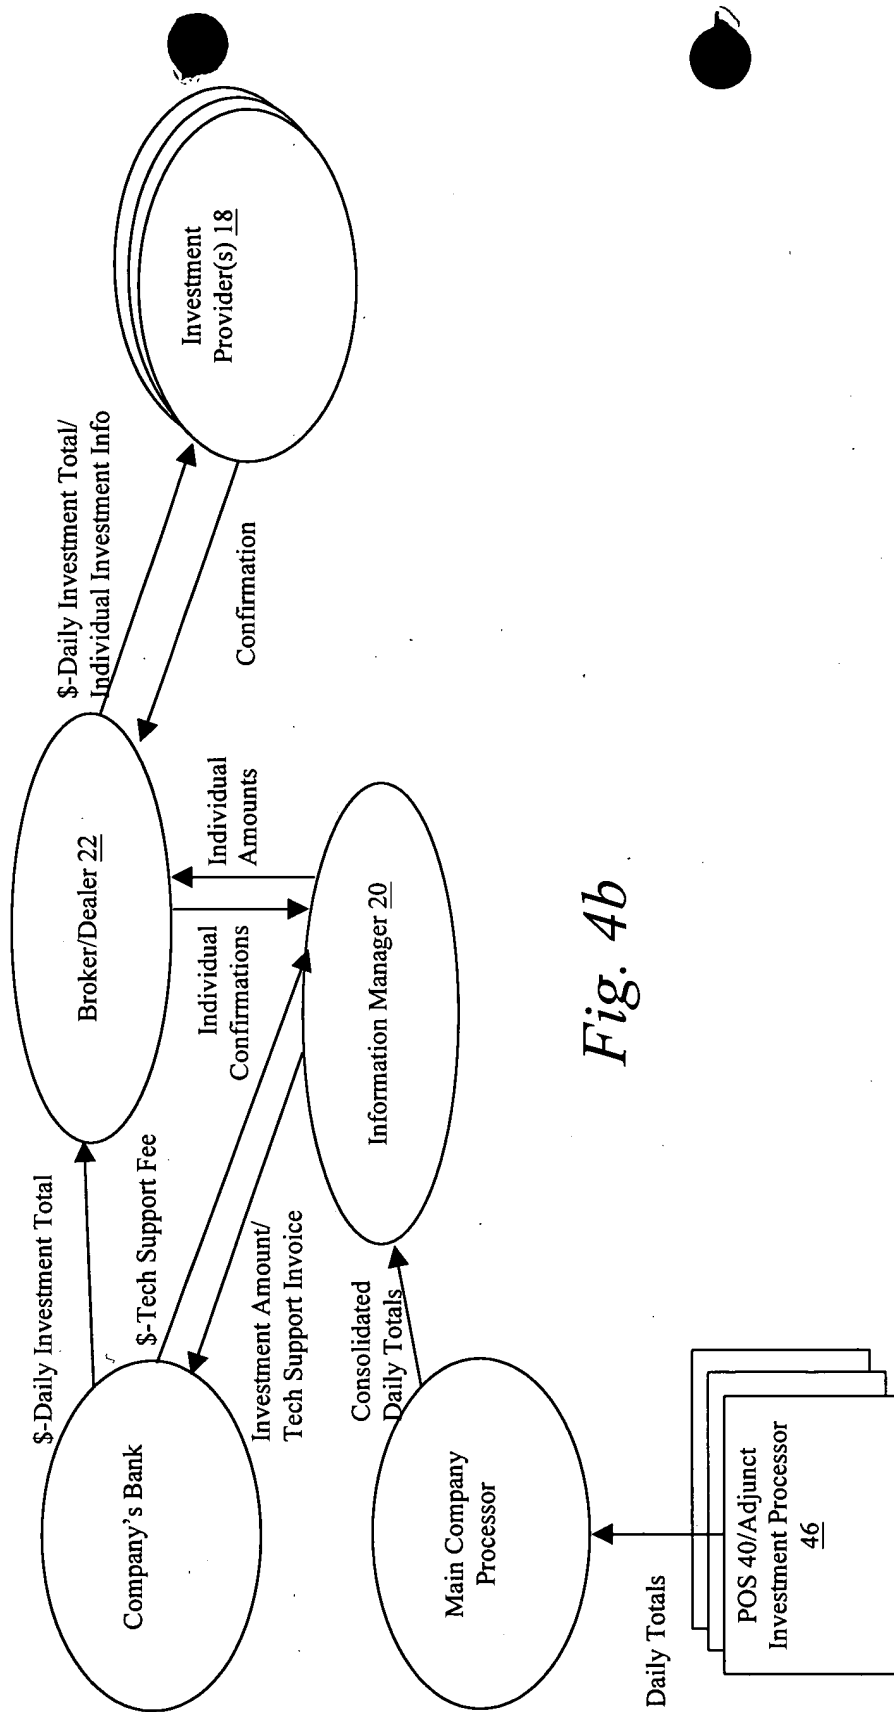 $-Daily Investment Total
$-Daily Investment Total/
Individual Investment Info
Company's Bank
Broker/Dealer 22
Investment
Provider(s) 18
$-Tech Support Fee
Individual
Confirmations
Individual
Amounts
Confirmation
Investment Amount/
Tech Support Invoice
Information Manager 20
Consolidated
Daily Totals
Main Company
Processor
Daily Totals
POS 40/Adjunct
Investment Processor
46
Fig. 4b